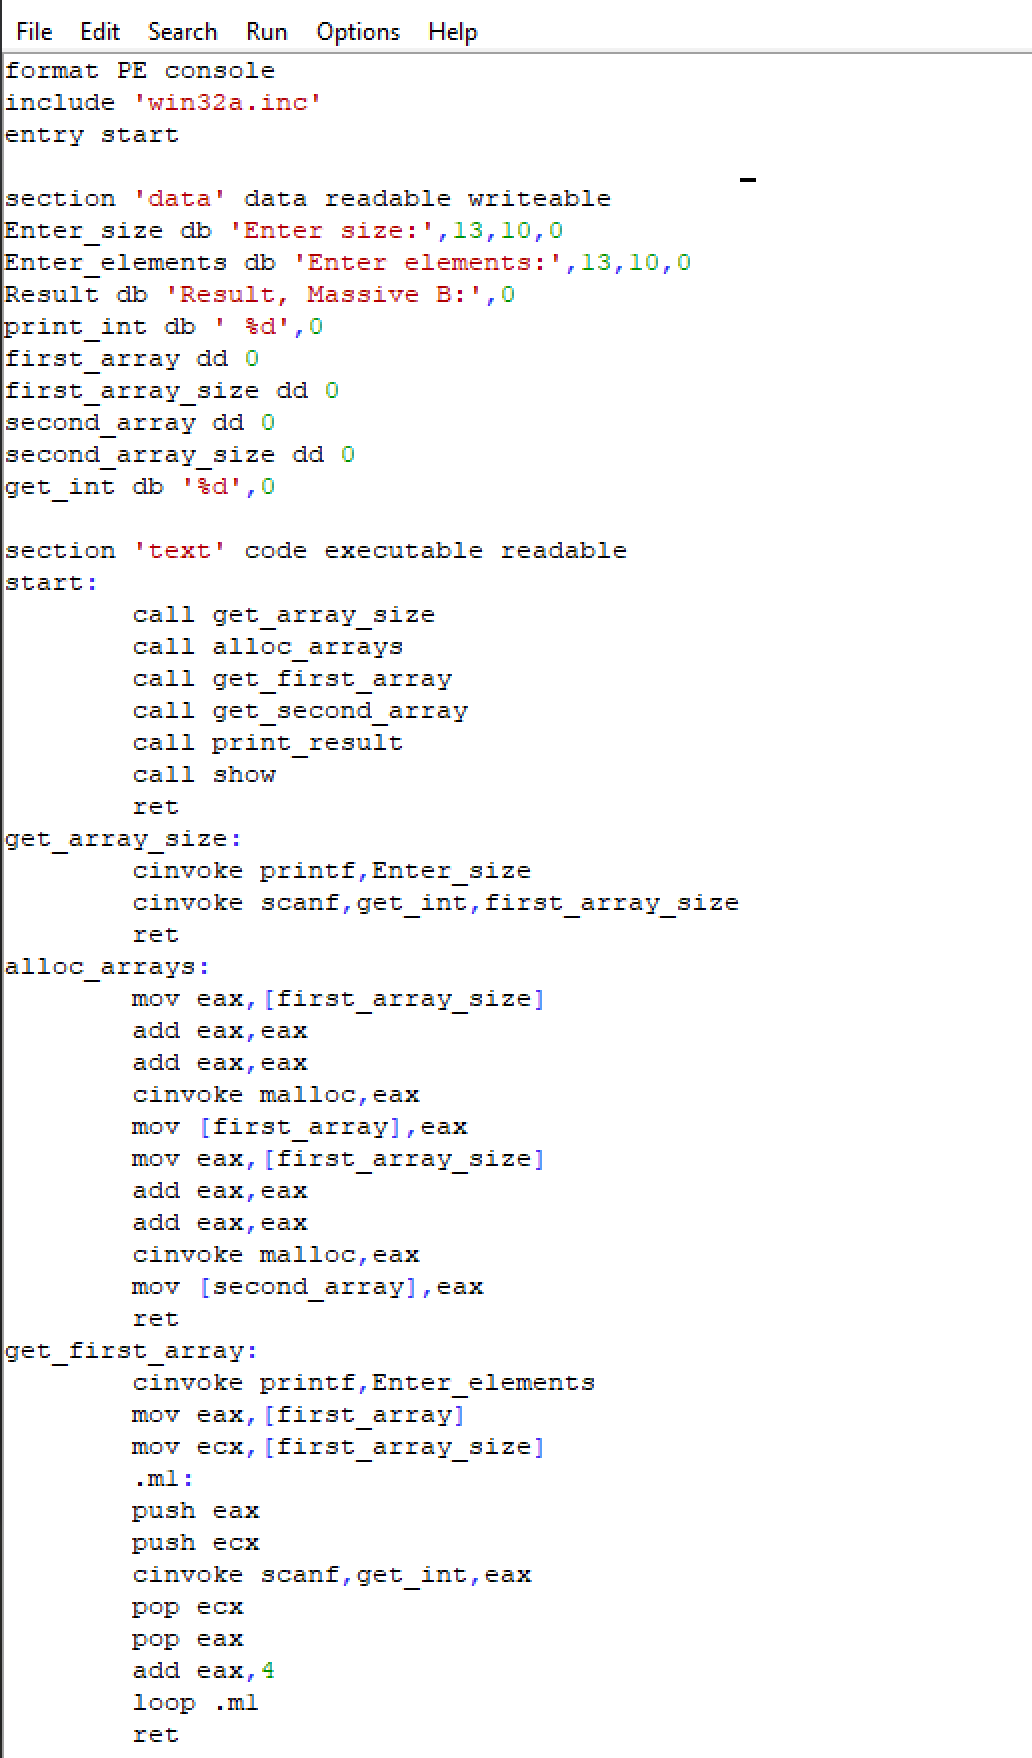 File Edit Search Run Options Help
format PE console
include 'win32a.inc'
entry start
section 'data' data readable writeable
Enter_size db 'Enter size:',13,10,0
Enter_elements db 'Enter elements:',13,10,0
Result db 'Result, Massive B:',0
print_int db ' %d',0
first_array dd 0
first_array_size dd 0
second_array dd 0
second_array_size dd 0
get_int db '%d',0
section 'text' code executable readable
start:
call get_array_size
call alloc_arrays
call get_first_array
call get_second_array
call print_result
call show
ret
get_array_size:
cinvoke printf,Enter_size
cinvoke scanf,get_int,first_array_size
ret
alloc_arrays:
mov eax,[first_array_size]
add eax,eax
add eax,eax
cinvoke malloc,eax
mov [first_array],eax
mov eax,[first_array_size]
add eax,eax
add eax,eax
cinvoke malloc,eax
mov [second_array],eax
ret
get_first_array:
cinvoke printf,Enter_elements
mov eax,[first_array]
mov ecx,[first_array_size]
.ml:
push eax
push ecx
cinvoke scanf,get_int,eax
pop ecx
pop eax
add eax,4
loop .ml
ret